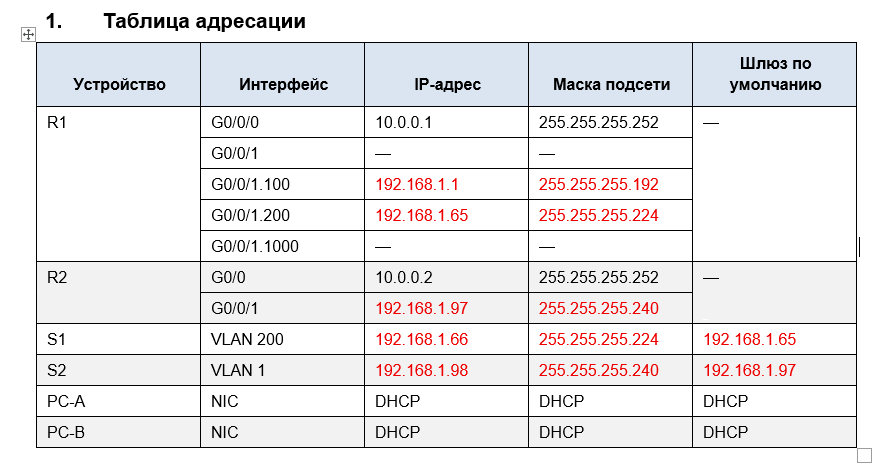 1. Таблица адресации
Устройство Интерфейс IP-адрес Маска подсети Шлюз по умолчанию
R1 G0/0/0 10.0.0.1 255.255.255.252 —
G0/0/1 — —
G0/0/1.100 192.168.1.1 255.255.255.192
G0/0/1.200 192.168.1.65 255.255.255.224
G0/0/1.1000 — —
R2 G0/0 10.0.0.2 255.255.255.252 —
G0/0/1 192.168.1.97 255.255.255.240
S1 VLAN 200 192.168.1.66 255.255.255.224 192.168.1.65
S2 VLAN 1 192.168.1.98 255.255.255.240 192.168.1.97
PC-A NIC DHCP DHCP DHCP
PC-B NIC DHCP DHCP DHCP